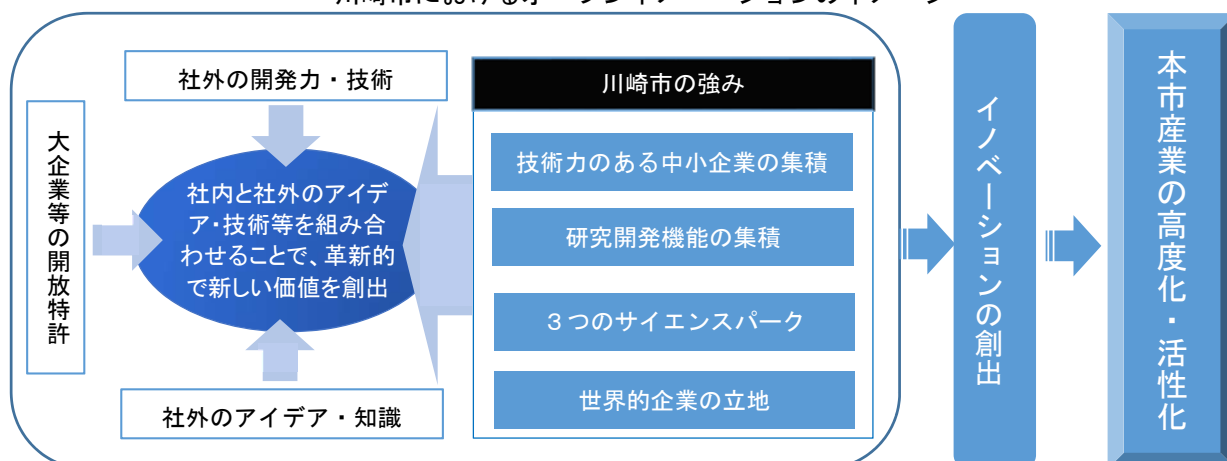 社外の開発力・技術
大企業等の開放特許
社内と社外のアイデ
ア・技術等を組み合
わせることで、革新的
で新しい価値を創出
社外のアイデア・知識
川崎市の強み
技術力のある中小企業の集積
研究開発機能の集積
３つのサイエンスパーク
世界的企業の立地
イノベーションの創出
本市産業の高度化・活性化